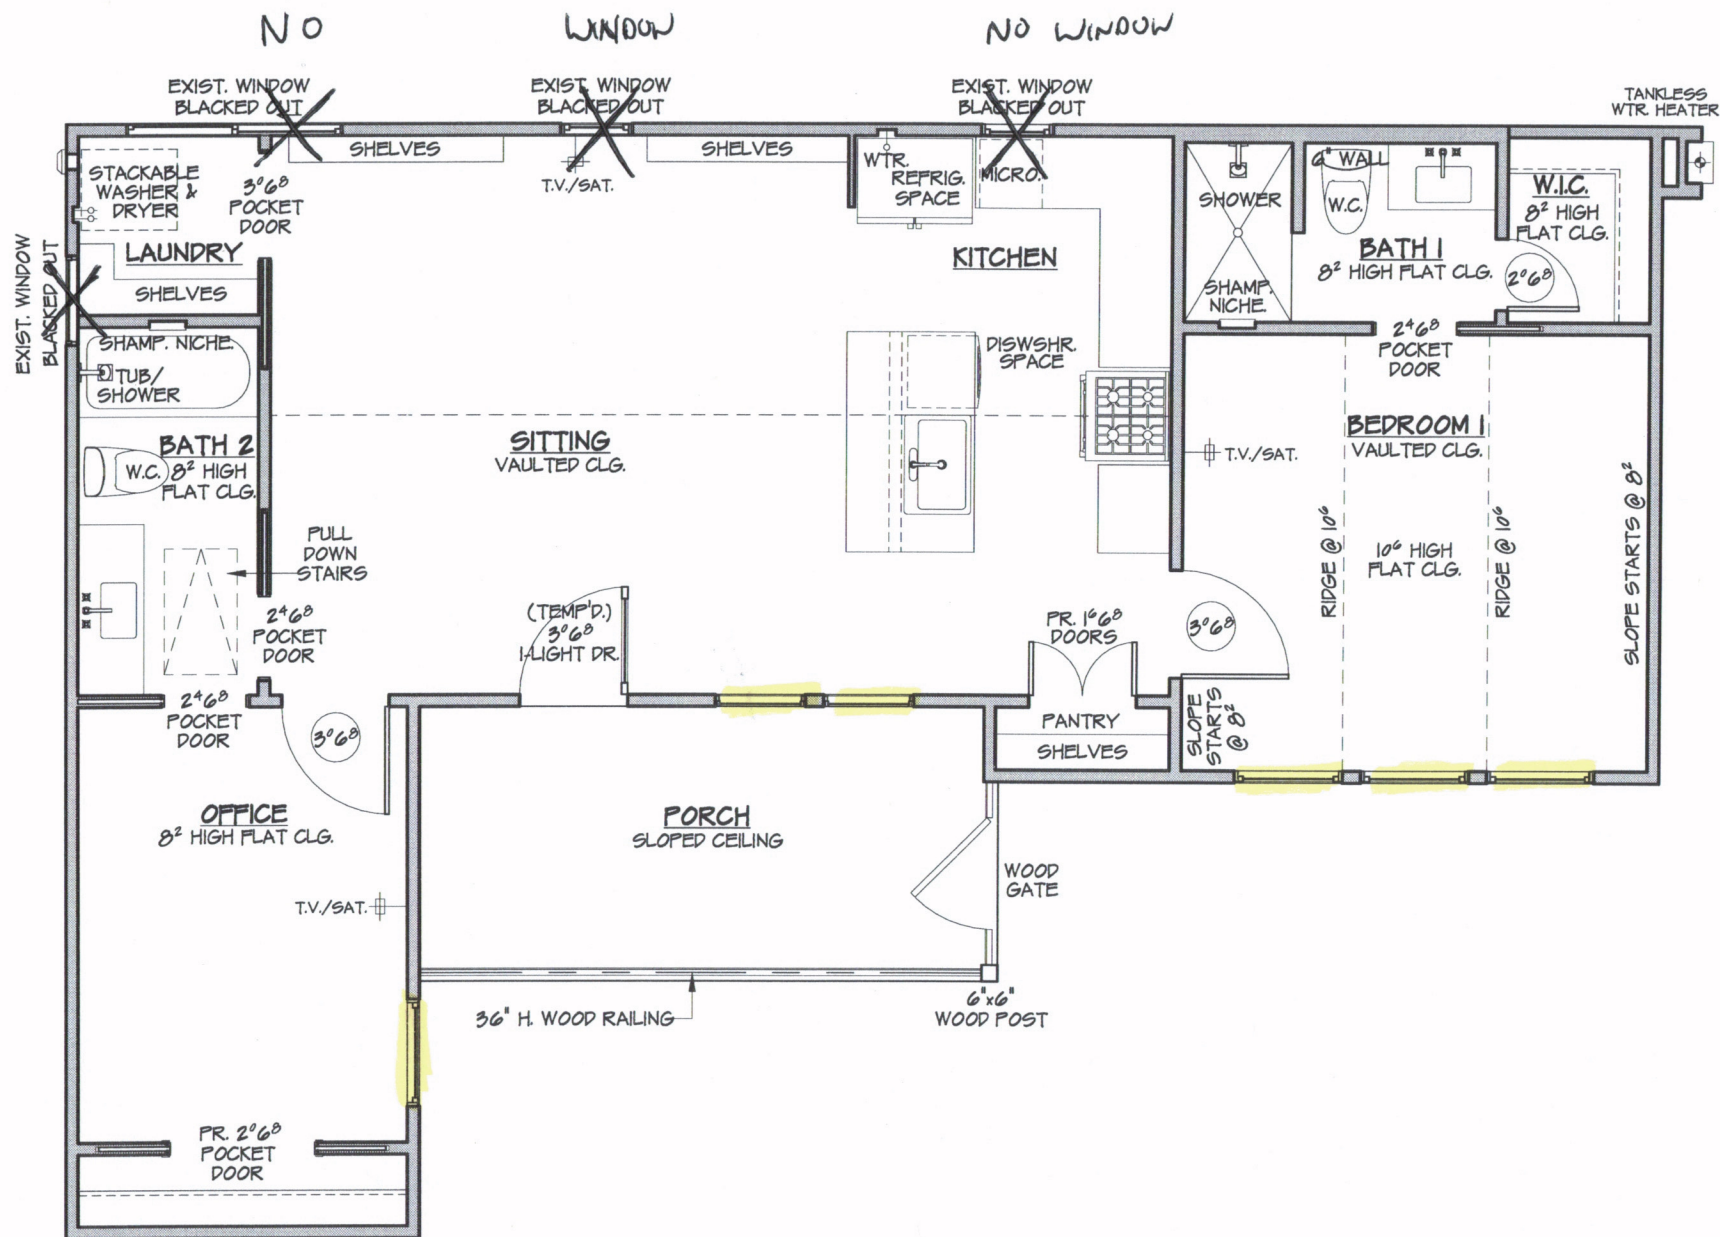 NO WINDOW NO WINDOW
EXIST. WINDOW
BLACKED OUT
EXIST. WINDOW
BLACKED OUT
EXIST. WINDOW
BLACKED OUT
TANKLESS
WTR. HEATER
STACKABLE
WASHER &
DRYER
3⁰6⁸
POCKET
DOOR
SHELVES
T.V./SAT.
SHELVES
WTR.
REFRIG.
SPACE
MICRO.
SHOWER
6" WALL
W.C.
W.I.C.
8² HIGH
FLAT CLG.
LAUNDRY
SHELVES
EXIST. WINDOW
BLACKED OUT
KITCHEN
BATH 1
8² HIGH FLAT CLG.
2⁰6⁸
SHAMP.
NICHE.
2⁴6⁸
POCKET
DOOR
SHAMP. NICHE.
TUB/
SHOWER
DISWSHR.
SPACE
BATH 2
W.C.
8² HIGH
FLAT CLG.
SITTING
VAULTED CLG.
T.V./SAT.
BEDROOM 1
VAULTED CLG.
PULL
DOWN
STAIRS
RIDGE @ 10⁶
10⁶ HIGH
FLAT CLG.
RIDGE @ 10⁶
SLOPE STARTS @ 8²
2⁴6⁸
POCKET
DOOR
(TEMP'D.)
3⁰6⁸
1-LIGHT DR.
PR. 1⁶6⁸
DOORS
3⁰6⁸
2⁴6⁸
POCKET
DOOR
3⁰6⁸
PANTRY
SHELVES
SLOPE
STARTS
@ 8²
OFFICE
8² HIGH FLAT CLG.
PORCH
SLOPED CEILING
WOOD
GATE
T.V./SAT.
36" H. WOOD RAILING
6"x6"
WOOD POST
PR. 2⁰6⁸
POCKET
DOOR